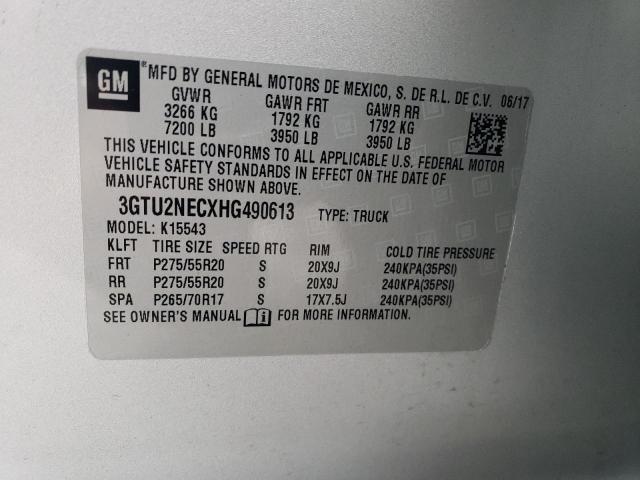 GM
® MFD BY GENERAL MOTORS DE MEXICO, S. DE R.L. DE C.V. 06/17
GVWR GAWR FRT GAWR RR
3266 KG 1792 KG 1792 KG
7200 LB 3950 LB 3950 LB
THIS VEHICLE CONFORMS TO ALL APPLICABLE U.S. FEDERAL MOTOR
VEHICLE SAFETY STANDARDS IN EFFECT ON THE DATE OF
MANUFACTURE SHOWN ABOVE.
3GTU2NECXHG490613 TYPE: TRUCK
MODEL: K15543
KLFT TIRE SIZE SPEED RTG RIM COLD TIRE PRESSURE
FRT P275/55R20 S 20X9J 240KPA(35PSI)
RR P275/55R20 S 20X9J 240KPA(35PSI)
SPA P265/70R17 S 17X7.5J 240KPA(35PSI)
SEE OWNER'S MANUAL i FOR MORE INFORMATION.